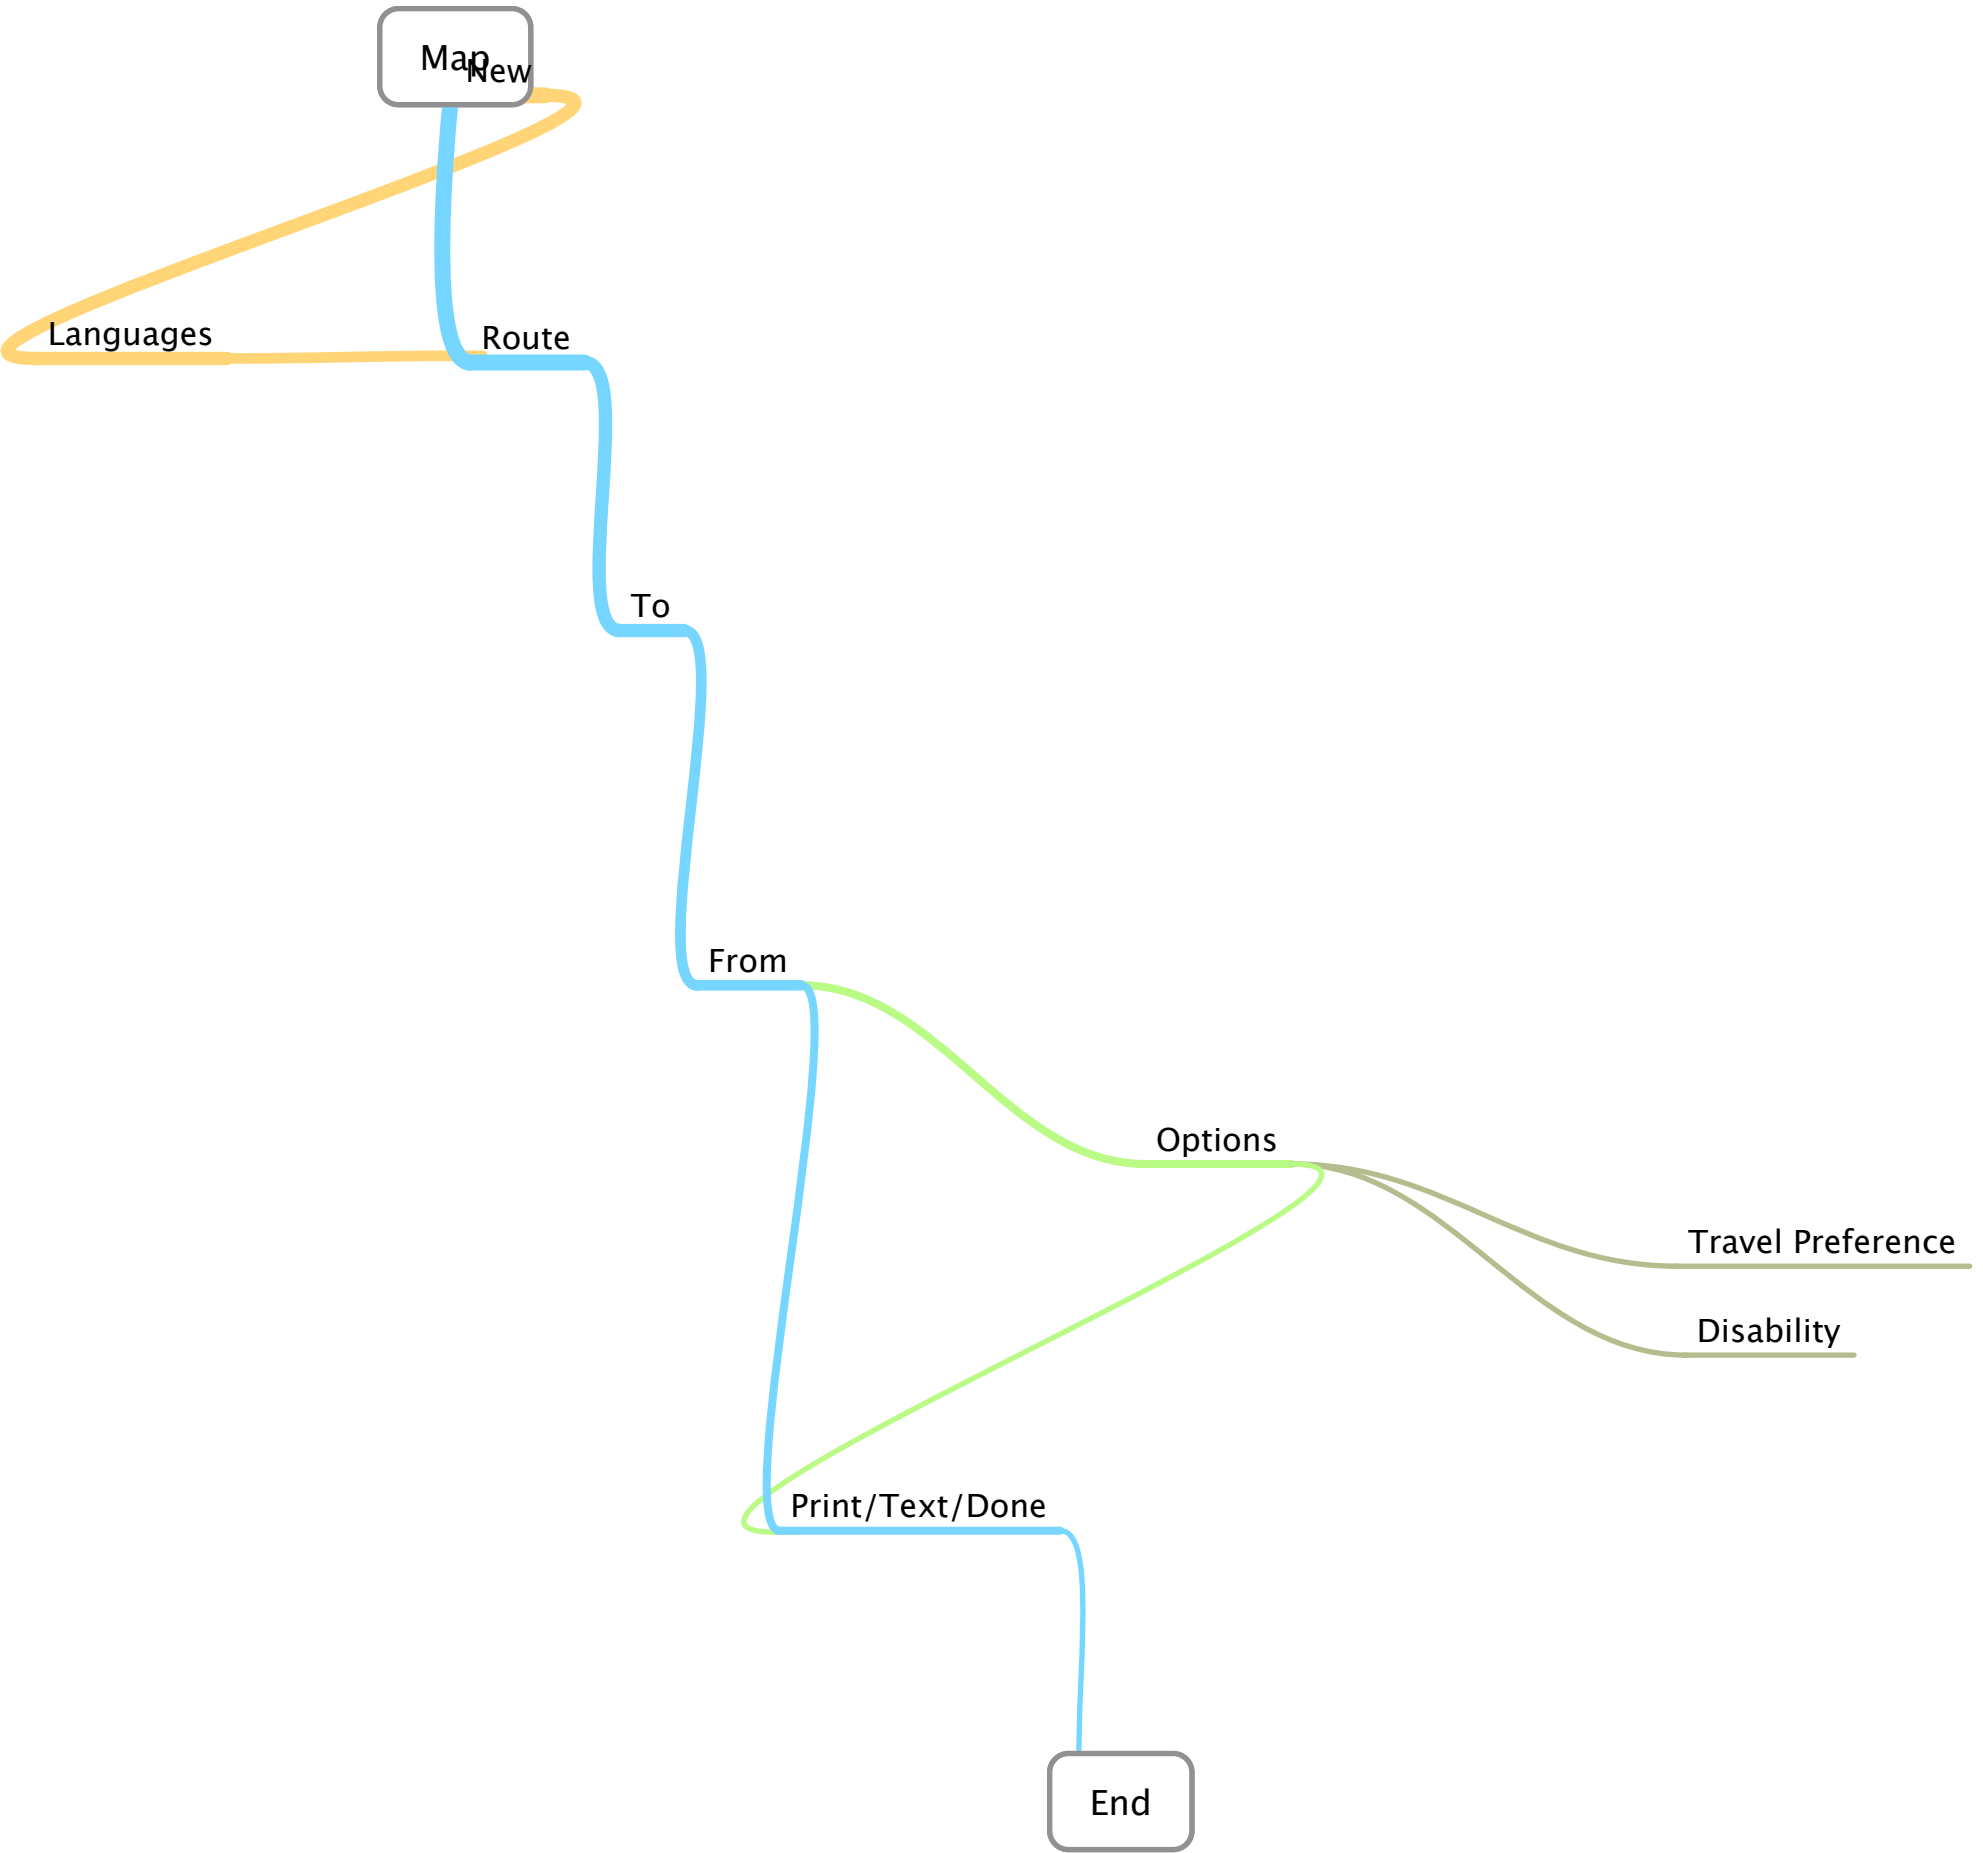 Map
New
Languages
Route
To
From
Options
Travel Preference
Disability
Print/Text/Done
End